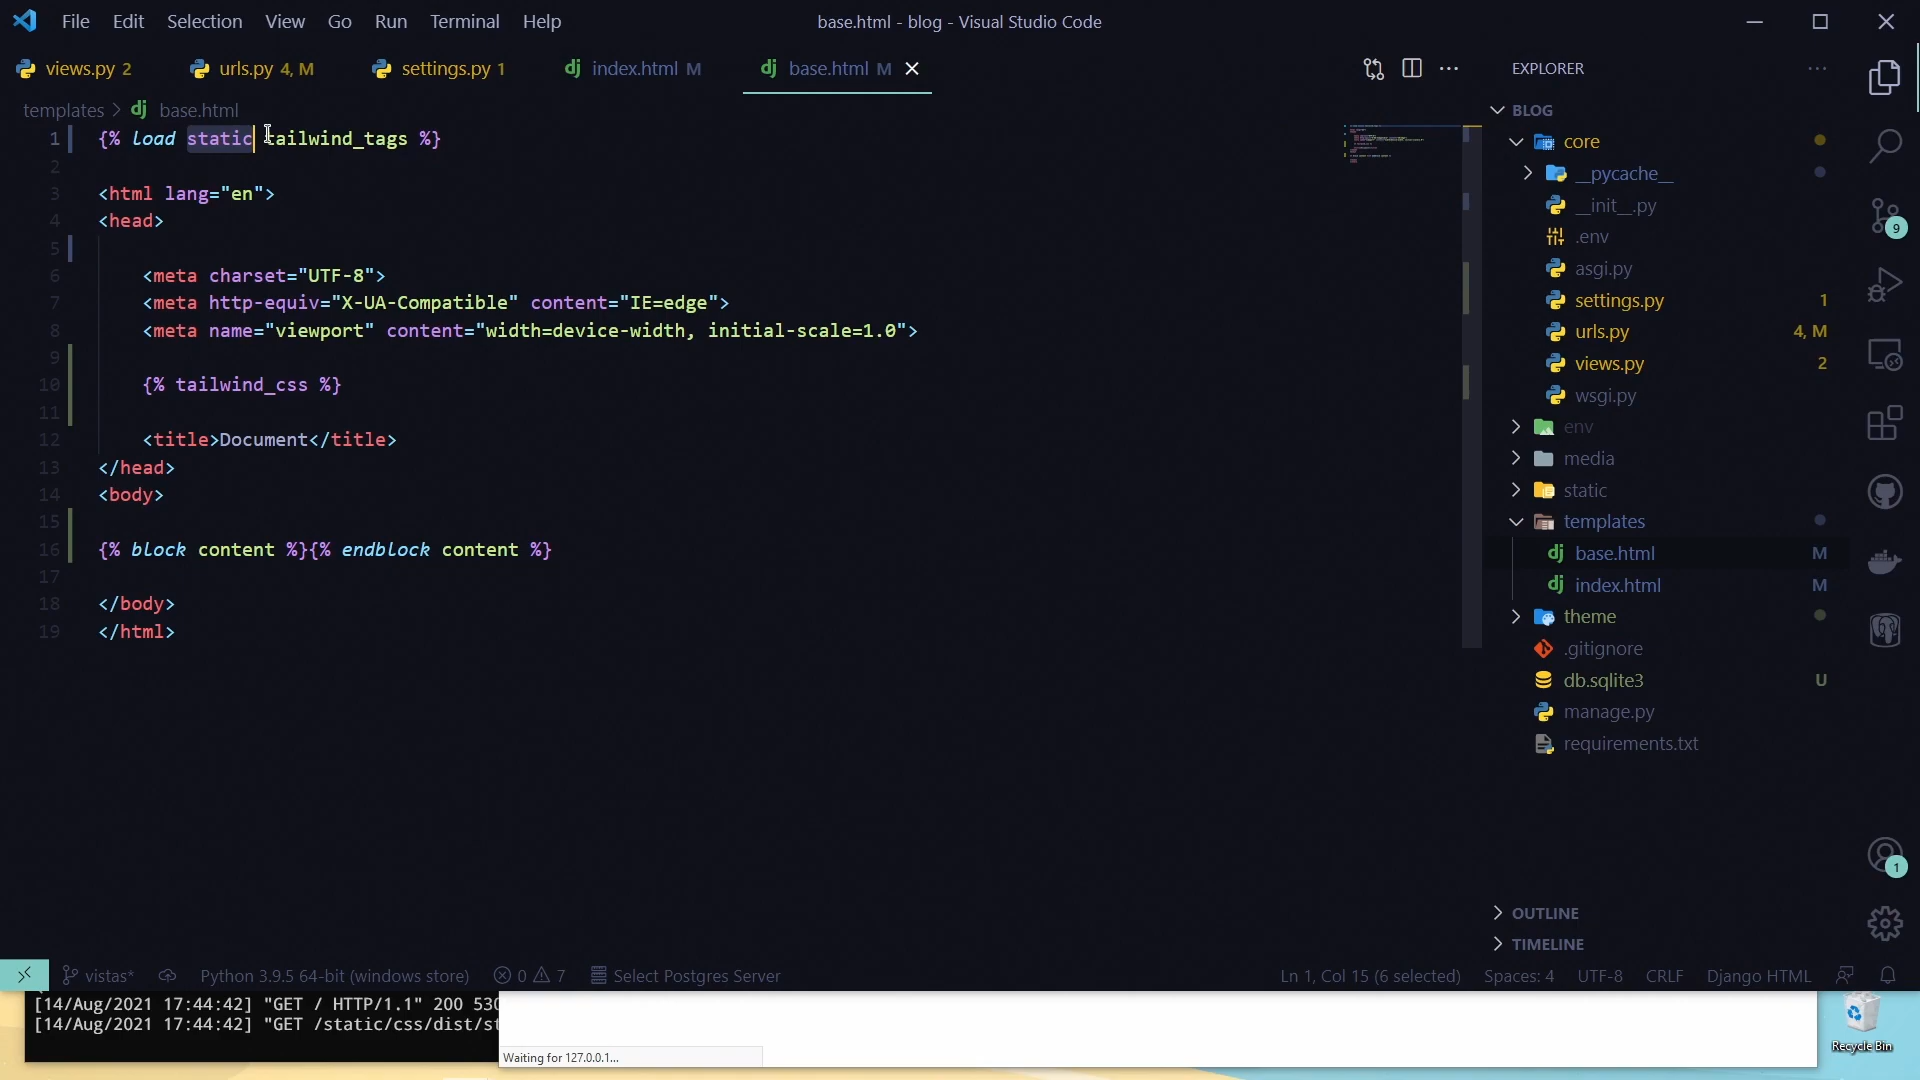 File Edit Selection View Go Run Terminal Help
base.html - blog - Visual Studio Code
views.py 2
urls.py 4, M
settings.py 1
index.html M
base.html M
templates > base.html
1 {% load static tailwind_tags %}
2
3 <html lang="en">
4 <head>
5
6 <meta charset="UTF-8">
7 <meta http-equiv="X-UA-Compatible" content="IE=edge">
8 <meta name="viewport" content="width=device-width, initial-scale=1.0">
9
10 {% tailwind_css %}
11
12 <title>Document</title>
13 </head>
14 <body>
15
16 {% block content %}{% endblock content %}
17
18 </body>
19 </html>
EXPLORER
BLOG
core
__pycache__
__init__.py
.env
asgi.py
settings.py 1
urls.py 4, M
views.py 2
wsgi.py
env
media
static
templates
base.html M
index.html M
theme
.gitignore
db.sqlite3 U
manage.py
requirements.txt
OUTLINE
TIMELINE
9
1
vistas* Python 3.9.5 64-bit (windows store) 0 7 Select Postgres Server
Ln 1, Col 15 (6 selected) Spaces: 4 UTF-8 CRLF Django HTML
[14/Aug/2021 17:44:42] "GET / HTTP/1.1" 200 530
[14/Aug/2021 17:44:42] "GET /static/css/dist/st
Waiting for 127.0.0.1...
Recycle Bin